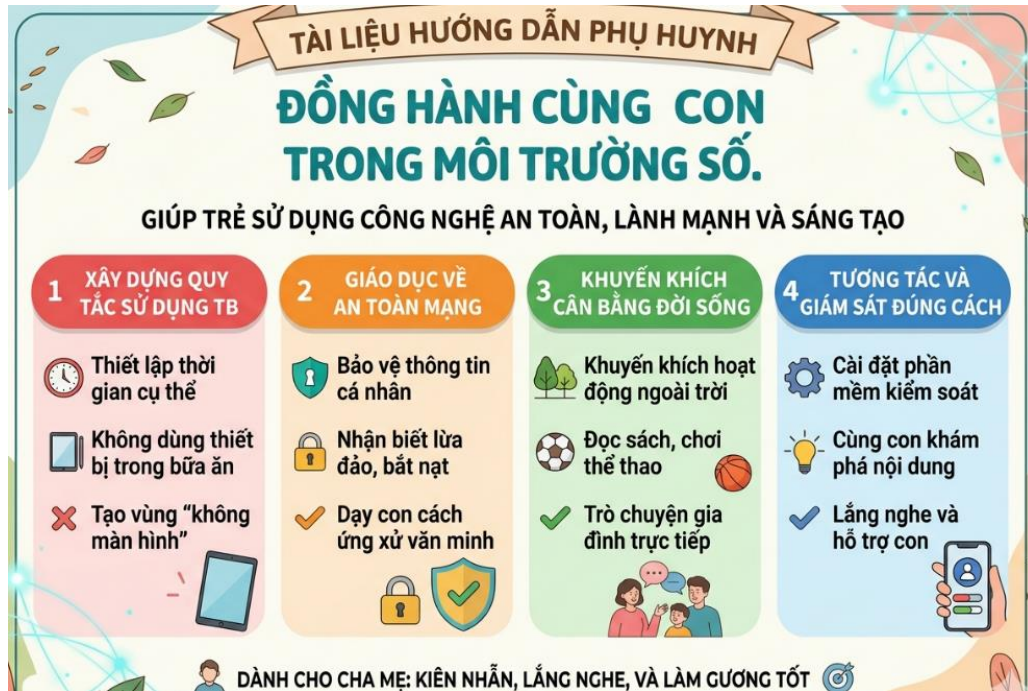 TÀI LIỆU HƯỚNG DẪN PHỤ HUYNH
ĐỒNG HÀNH CÙNG CON
TRONG MÔI TRƯỜNG SỐ.
GIÚP TRẺ SỬ DỤNG CÔNG NGHỆ AN TOÀN, LÀNH MẠNH VÀ SÁNG TẠO
1 XÂY DỰNG QUY
TẮC SỬ DỤNG TB
Thiết lập thời
gian cụ thể
Không dùng thiết
bị trong bữa ăn
Tạo vùng “không
màn hình”
2 GIÁO DỤC VỀ
AN TOÀN MẠNG
Bảo vệ thông tin
cá nhân
Nhận biết lừa
đảo, bắt nạt
Dạy con cách
ứng xử văn minh
3 KHUYẾN KHÍCH
CÂN BẰNG ĐỜI SỐNG
Khuyến khích hoạt
động ngoài trời
Đọc sách, chơi
thể thao
Trò chuyện gia
đình trực tiếp
4 TƯƠNG TÁC VÀ
GIÁM SÁT ĐÚNG CÁCH
Cài đặt phần
mềm kiểm soát
Cùng con khám
phá nội dung
Lắng nghe và
hỗ trợ con
DÀNH CHO CHA MẸ: KIÊN NHẪN, LẮNG NGHE, VÀ LÀM GƯƠNG TỐT